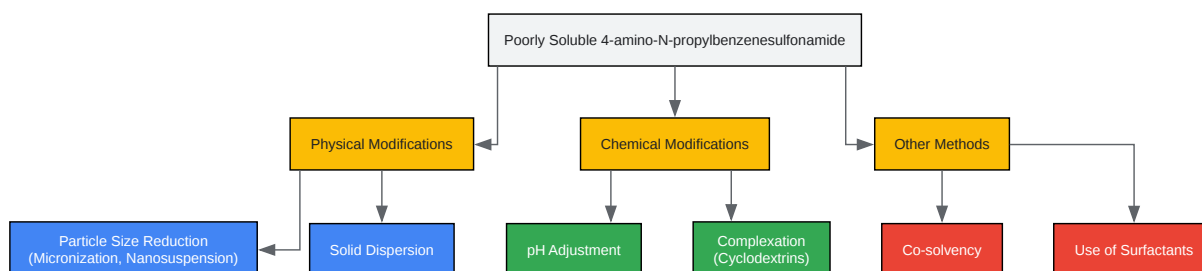 Poorly Soluble 4-amino-N-propylbenzenesulfonamide
Physical Modifications
Chemical Modifications
Other Methods
Particle Size Reduction
(Micronization, Nanosuspension)
Solid Dispersion
pH Adjustment
Complexation
(Cyclodextrins)
Co-solvency
Use of Surfactants